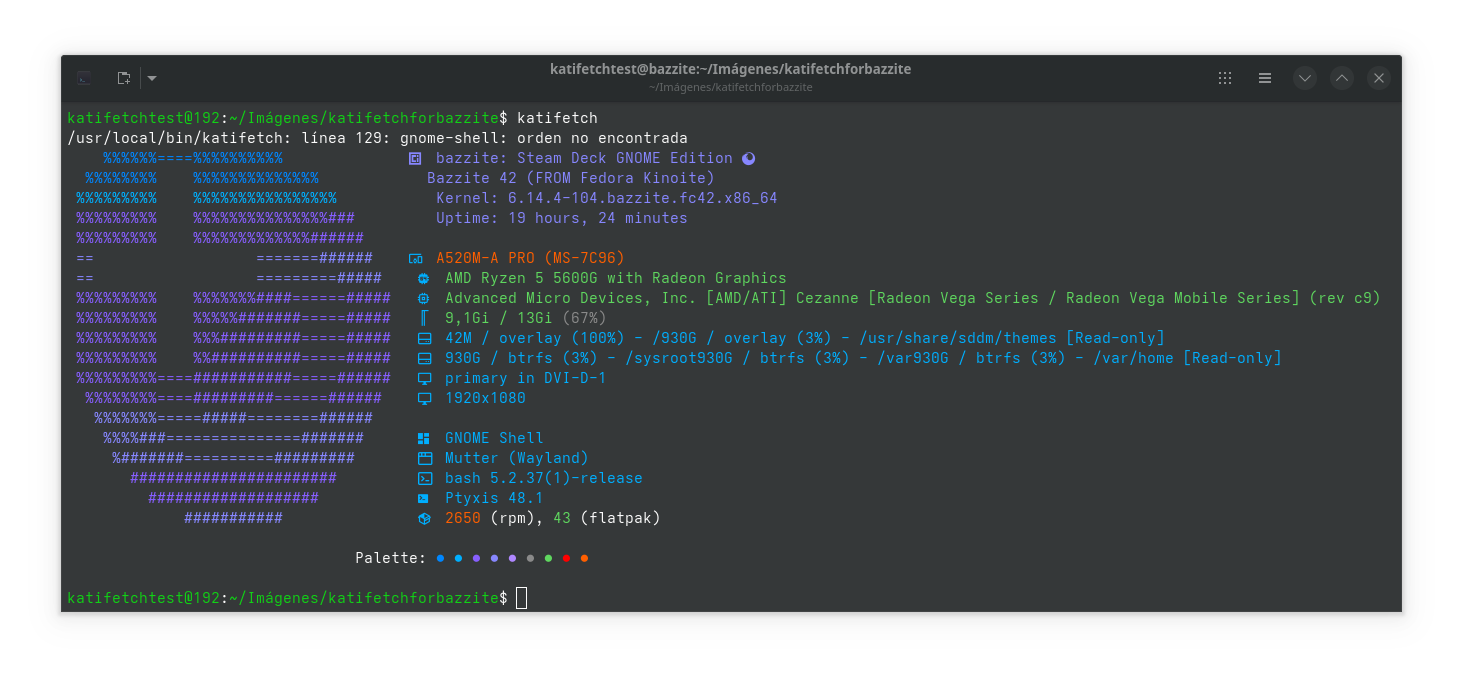 katifetchtest@bazzite:~/Imágenes/katifetchforbazzite
~/Imágenes/katifetchforbazzite
katifetchtest@192:~/Imágenes/katifetchforbazzite$ katifetch
/usr/local/bin/katifetch: línea 129: gnome-shell: orden no encontrada
%%%%%%====%%%%%%%%%% bazzite: Steam Deck GNOME Edition
%%%%%%%% %%%%%%%%%%%%%% Bazzite 42 (FROM Fedora Kinoite)
%%%%%%%%% %%%%%%%%%%%%%%%% Kernel: 6.14.4-104.bazzite.fc42.x86_64
%%%%%%%%% %%%%%%%%%%%%%%%### Uptime: 19 hours, 24 minutes
%%%%%%%%% %%%%%%%%%%%%%######
== =======###### A520M-A PRO (MS-7C96)
== =========##### AMD Ryzen 5 5600G with Radeon Graphics
%%%%%%%%% %%%%%%%####======##### Advanced Micro Devices, Inc. [AMD/ATI] Cezanne [Radeon Vega Series / Radeon Vega Mobile Series] (rev c9)
%%%%%%%%% %%%%%#######=====##### 9,1Gi / 13Gi (67%)
%%%%%%%%% %%%#########=====##### 42M / overlay (100%) - /930G / overlay (3%) - /usr/share/sddm/themes [Read-only]
%%%%%%%%% %%##########=====##### 930G / btrfs (3%) - /sysroot930G / btrfs (3%) - /var930G / btrfs (3%) - /var/home [Read-only]
%%%%%%%%%====###########=====###### primary in DVI-D-1
%%%%%%%%====#########======###### 1920x1080
%%%%%%%=====#####========######
%%%%###===============####### GNOME Shell
%#######==========######### Mutter (Wayland)
####################### bash 5.2.37(1)-release
################### Ptyxis 48.1
########### 2650 (rpm), 43 (flatpak)
Palette:
katifetchtest@192:~/Imágenes/katifetchforbazzite$